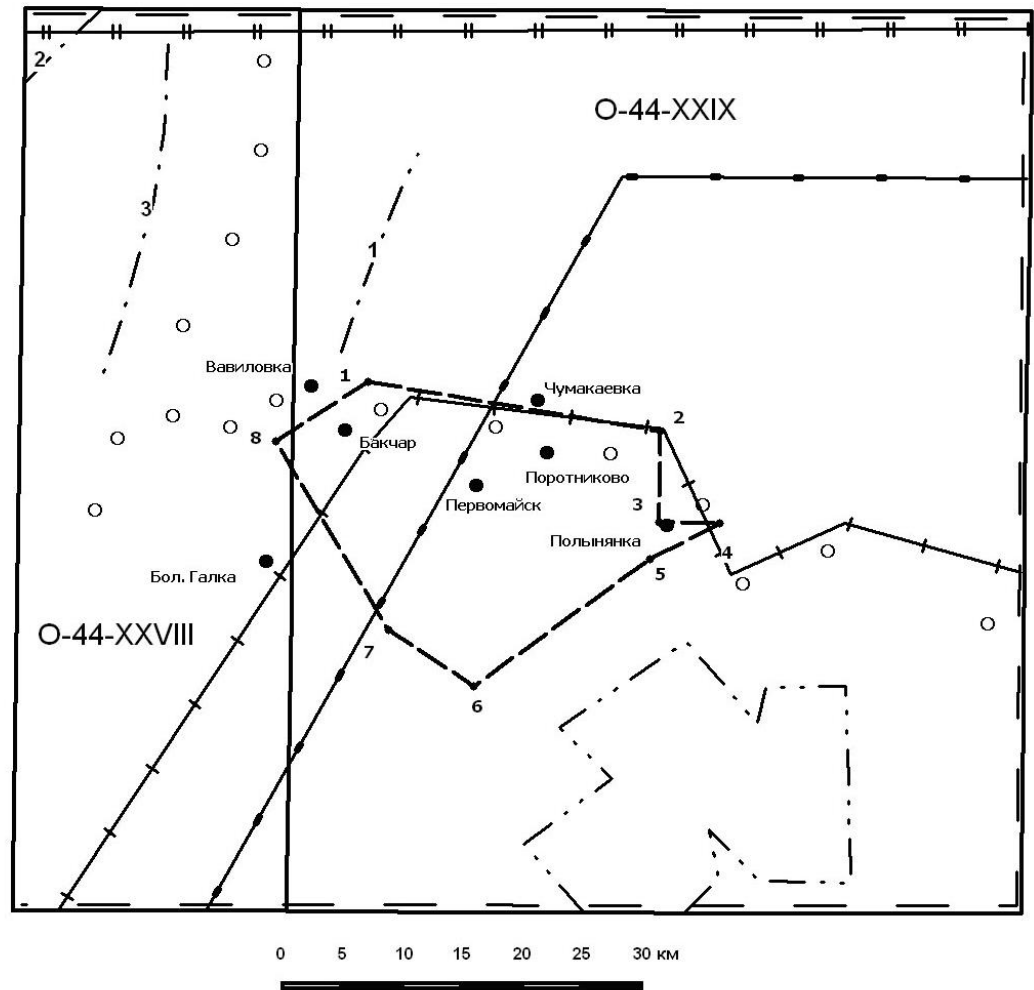 2
O-44-XXIX
3
1
Вавиловка
1
Чумакаевка
2
8
Бакчар
Поротниково
Первомайск
3
Полынянка
4
5
Бол. Галка
O-44-XXVIII
7
6
0 5 10 15 20 25 30 км